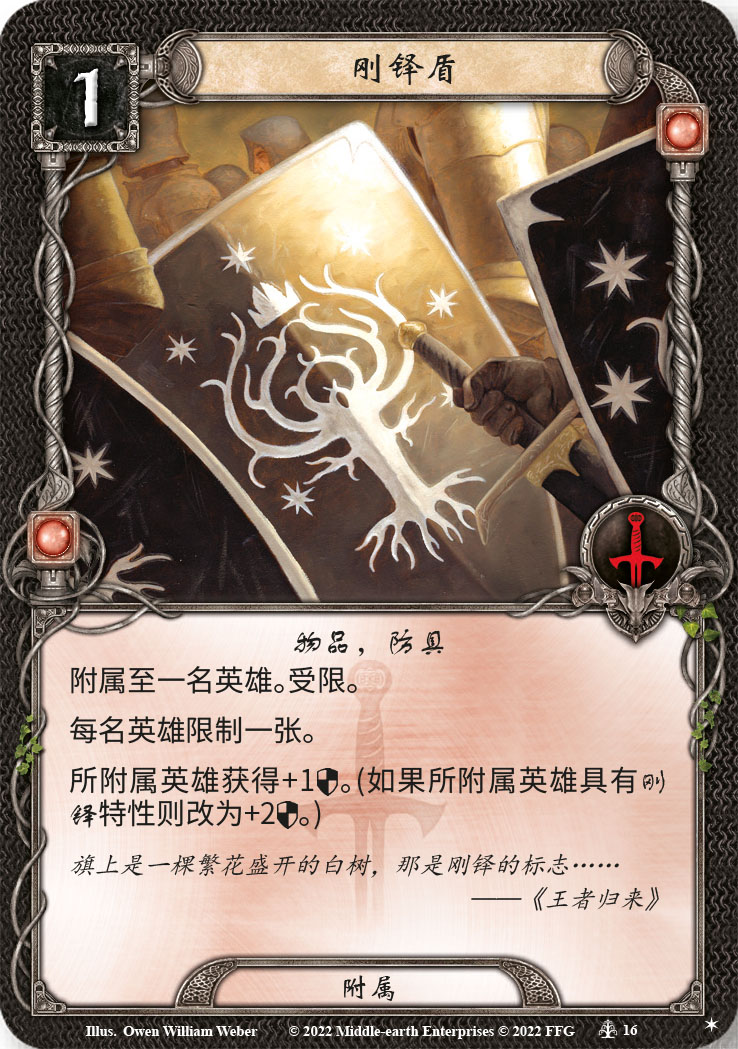 1
刚铎盾
物品，防具
附属至一名英雄。受限。
每名英雄限制一张。
所附属英雄获得+1。(如果所附属英雄具有刚
铎特性则改为+2。)
旗上是一棵繁花盛开的白树，那是刚铎的标志……
——《王者归来》
附属
Illus. Owen William Weber © 2022 Middle-earth Enterprises © 2022 FFG 16